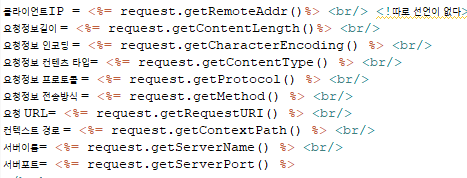 클라이언트IP = <%= request.getRemoteAddr()%> <br/> <!따로 선언이 없다>
요청정보길이 = <%= request.getContentLength()%> <br/>
요청정보 인코딩 = <%= request.getCharacterEncoding() %> <br/>
요청정보 컨텐츠 타입= <%= request.getContentType() %> <br/>
요청정보 프로토콜 = <%= request.getProtocol() %> <br/>
요청정보 전송방식 = <%= request.getMethod() %> <br/>
요청 URL= <%= request.getRequestURI() %> <br/>
컨텍스트 경로 = <%= request.getContextPath() %> <br/>
서버이름= <%= request.getServerName() %> <br/>
서버포트= <%= request.getServerPort() %>